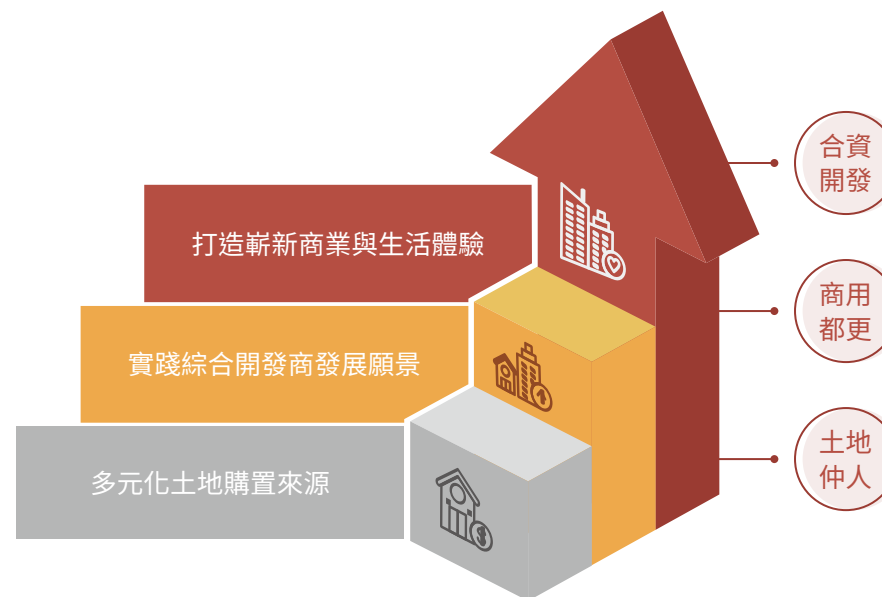 合資
開發
打造嶄新商業與生活體驗
商用
都更
實踐綜合開發商發展願景
土地
仲人
多元化土地購置來源